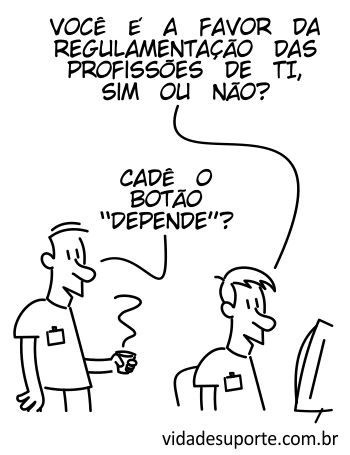 VOCÊ É A FAVOR DA
REGULAMENTAÇÃO DAS
PROFISSÕES DE TI,
SIM OU NÃO?
CADÊ O
BOTÃO
"DEPENDE"?
vidadesuporte.com.br